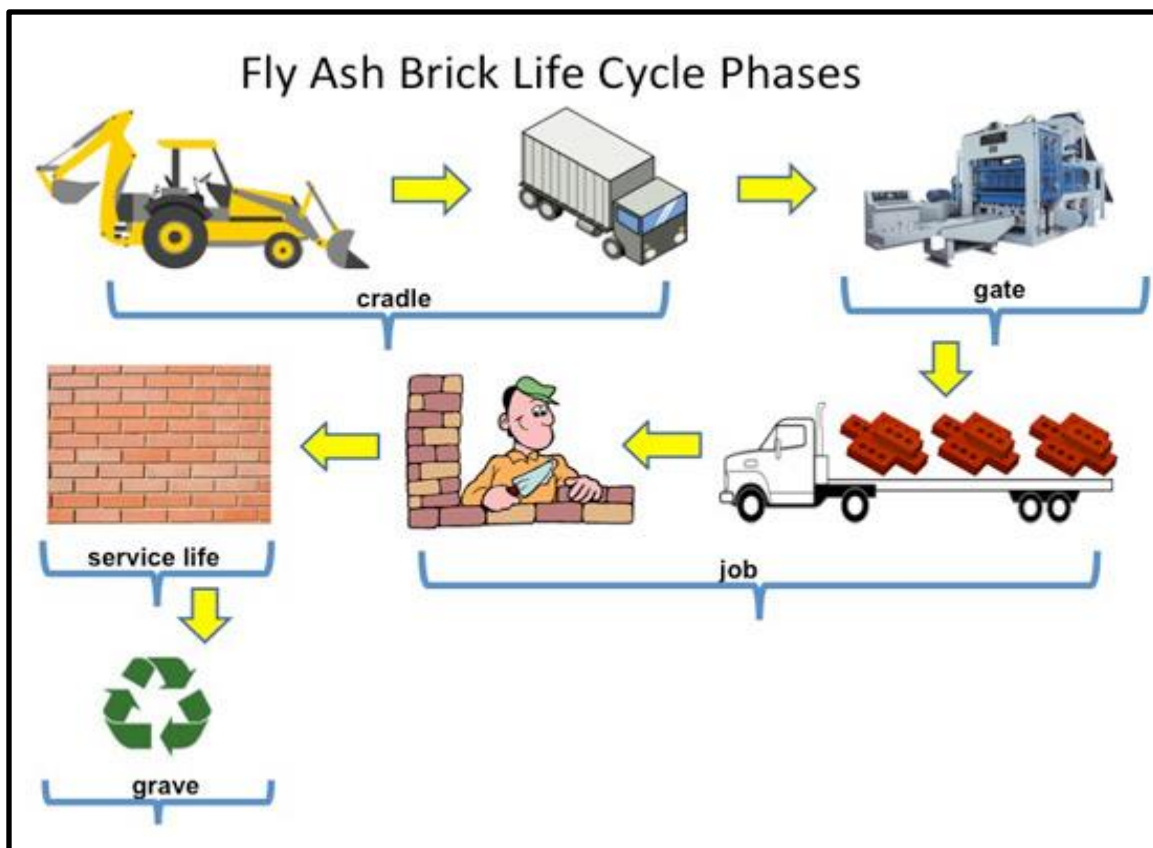 Fly Ash Brick Life Cycle Phases
cradle
gate
service life
job
grave